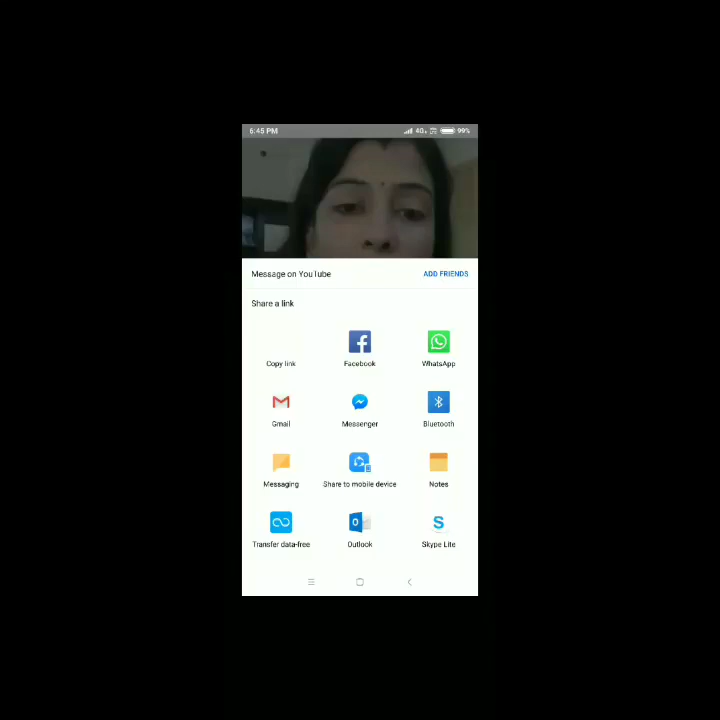 6:45 PM 4G+ 99%
Message on YouTube ADD FRIENDS
Share a link
Copy link Facebook WhatsApp
Gmail Messenger Bluetooth
Messaging Share to mobile device Notes
Transfer data-free Outlook Skype Lite